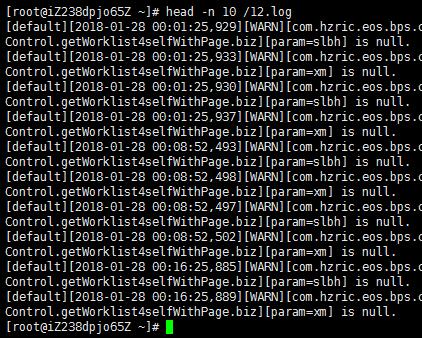 [root@iZ238dpjo65Z ~]# head -n 10 /12.log
[default][2018-01-28 00:01:25,929][WARN][com.hzric.eos.bps.
Control.getWorklist4selfWithPage.biz][param=slbh] is null.
[default][2018-01-28 00:01:25,930][WARN][com.hzric.eos.bps.c
Control.getWorklist4selfWithPage.biz][param=xm] is null.
[default][2018-01-28 00:01:25,933][WARN][com.hzric.eos.bps.c
Control.getWorklist4selfWithPage.biz][param=slbh] is null.
[default][2018-01-28 00:01:25,937][WARN][com.hzric.eos.bps.c
Control.getWorklist4selfWithPage.biz][param=xm] is null.
[default][2018-01-28 00:08:52,493][WARN][com.hzric.eos.bps.c
Control.getWorklist4selfWithPage.biz][param=slbh] is null.
[default][2018-01-28 00:08:52,498][WARN][com.hzric.eos.bps.c
Control.getWorklist4selfWithPage.biz][param=xm] is null.
[default][2018-01-28 00:08:52,497][WARN][com.hzric.eos.bps.c
Control.getWorklist4selfWithPage.biz][param=slbh] is null.
[default][2018-01-28 00:08:52,502][WARN][com.hzric.eos.bps.c
Control.getWorklist4selfWithPage.biz][param=xm] is null.
[default][2018-01-28 00:16:25,885][WARN][com.hzric.eos.bps.c
Control.getWorklist4selfWithPage.biz][param=slbh] is null.
[default][2018-01-28 00:16:25,889][WARN][com.hzric.eos.bps.c
Control.getWorklist4selfWithPage.biz][param=xm] is null.
[root@iZ238dpjo65Z ~]#